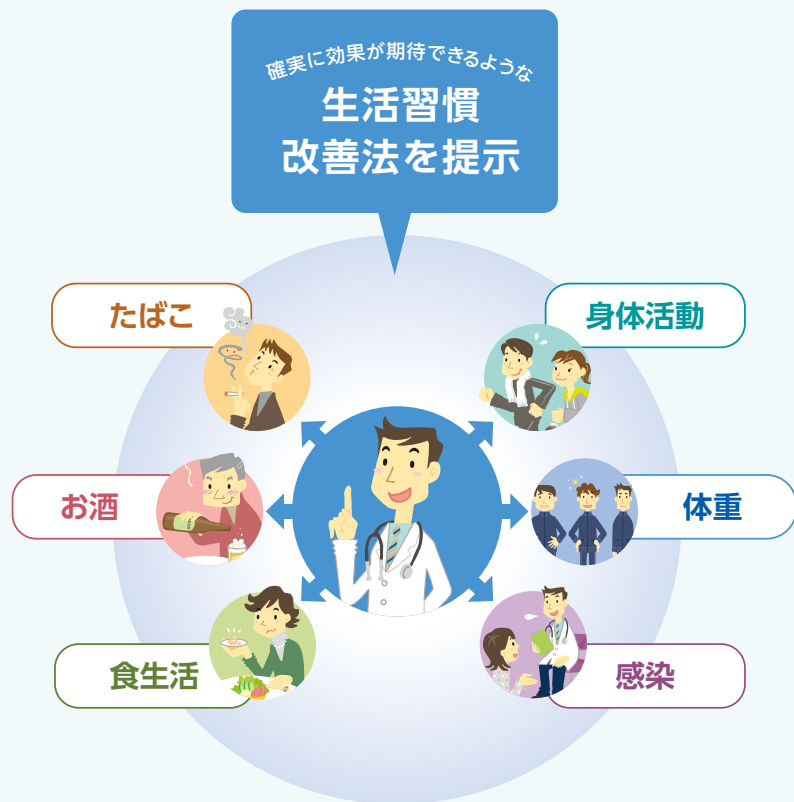 確実に効果が期待できるような
生活習慣
改善法を提示
たばこ
身体活動
お酒
体重
食生活
感染